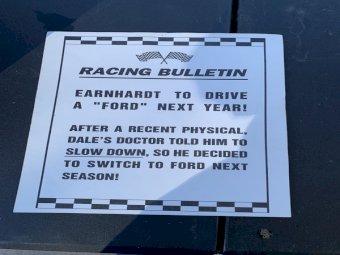 RACING BULLETIN
EARNHARDT TO DRIVE
A "FORD" NEXT YEAR!
AFTER A RECENT PHYSICAL,
DALE'S DOCTOR TOLD HIM TO
SLOW DOWN, SO HE DECIDED
TO SWITCH TO FORD NEXT
SEASON!